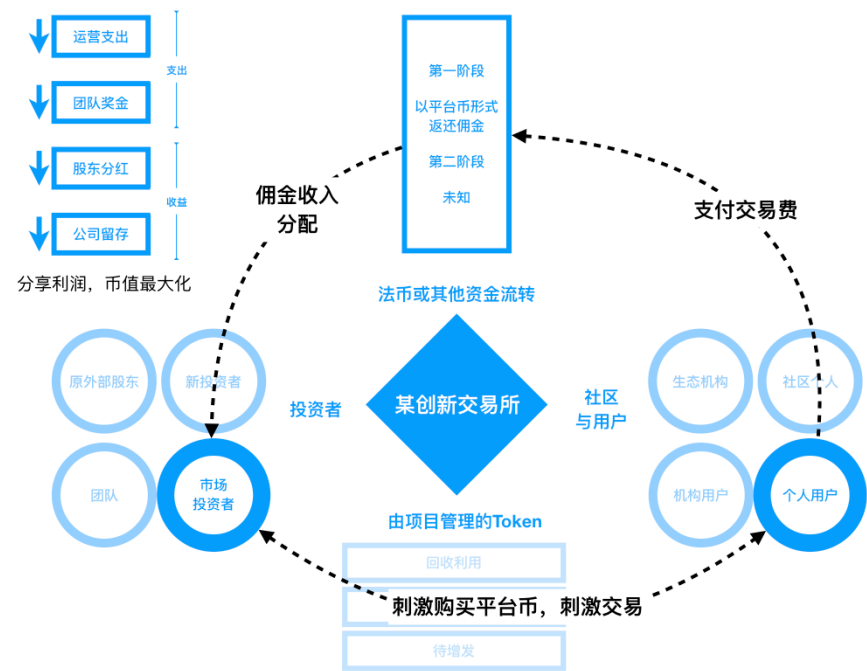 运营支出
支出
团队奖金
股东分红
收益
公司留存
分享利润，币值最大化
第一阶段
以平台币形式
返还佣金
第二阶段
未知
佣金收入
分配
支付交易费
法币或其他资金流转
原外部股东
新投资者
团队
市场
投资者
投资者
某创新交易所
社区
与用户
生态机构
社区个人
机构用户
个人用户
由项目管理的Token
回收利用
刺激购买平台币，刺激交易
待增发